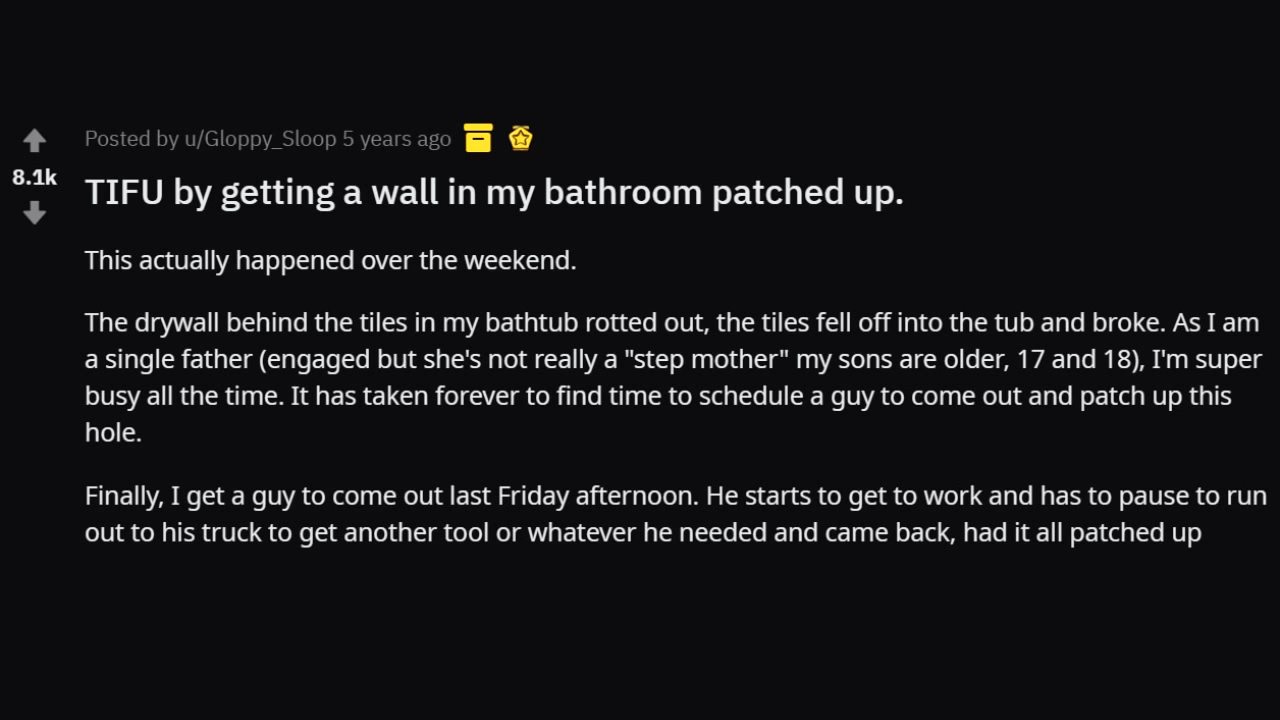 Posted by u/Gloppy_Sloop 5 years ago
8.1k
TIFU by getting a wall in my bathroom patched up.
This actually happened over the weekend.
The drywall behind the tiles in my bathtub rotted out, the tiles fell off into the tub and broke. As I am
a single father (engaged but she's not really a "step mother" my sons are older, 17 and 18), I'm super
busy all the time. It has taken forever to find time to schedule a guy to come out and patch up this
hole.
Finally, I get a guy to come out last Friday afternoon. He starts to get to work and has to pause to run
out to his truck to get another tool or whatever he needed and came back, had it all patched up